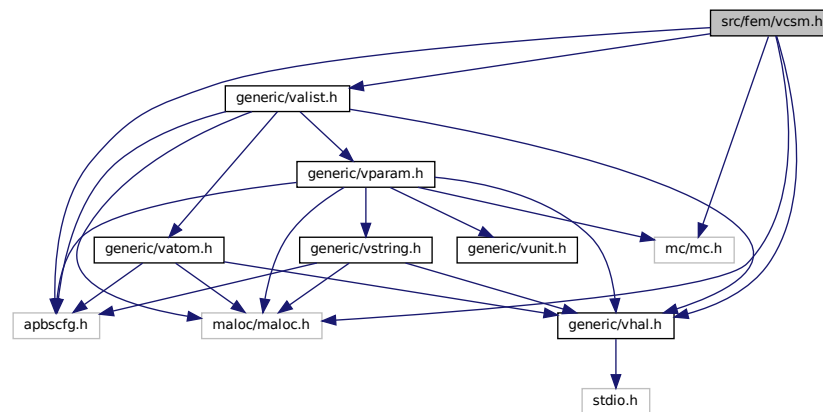 src/fem/vcsm.h
generic/valist.h
generic/vparam.h
generic/vatom.h
generic/vstring.h
generic/vunit.h
mc/mc.h
apbscfg.h
maloc/maloc.h
generic/vhal.h
stdio.h